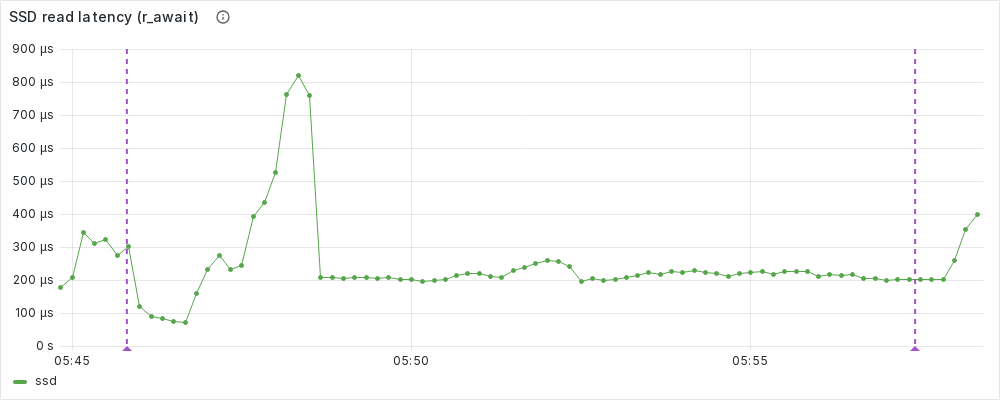 SSD read latency (r_await)
900 µs
800 µs
700 µs
600 µs
500 µs
400 µs
300 µs
200 µs
100 µs
0 s
05:45 05:50 05:55
ssd